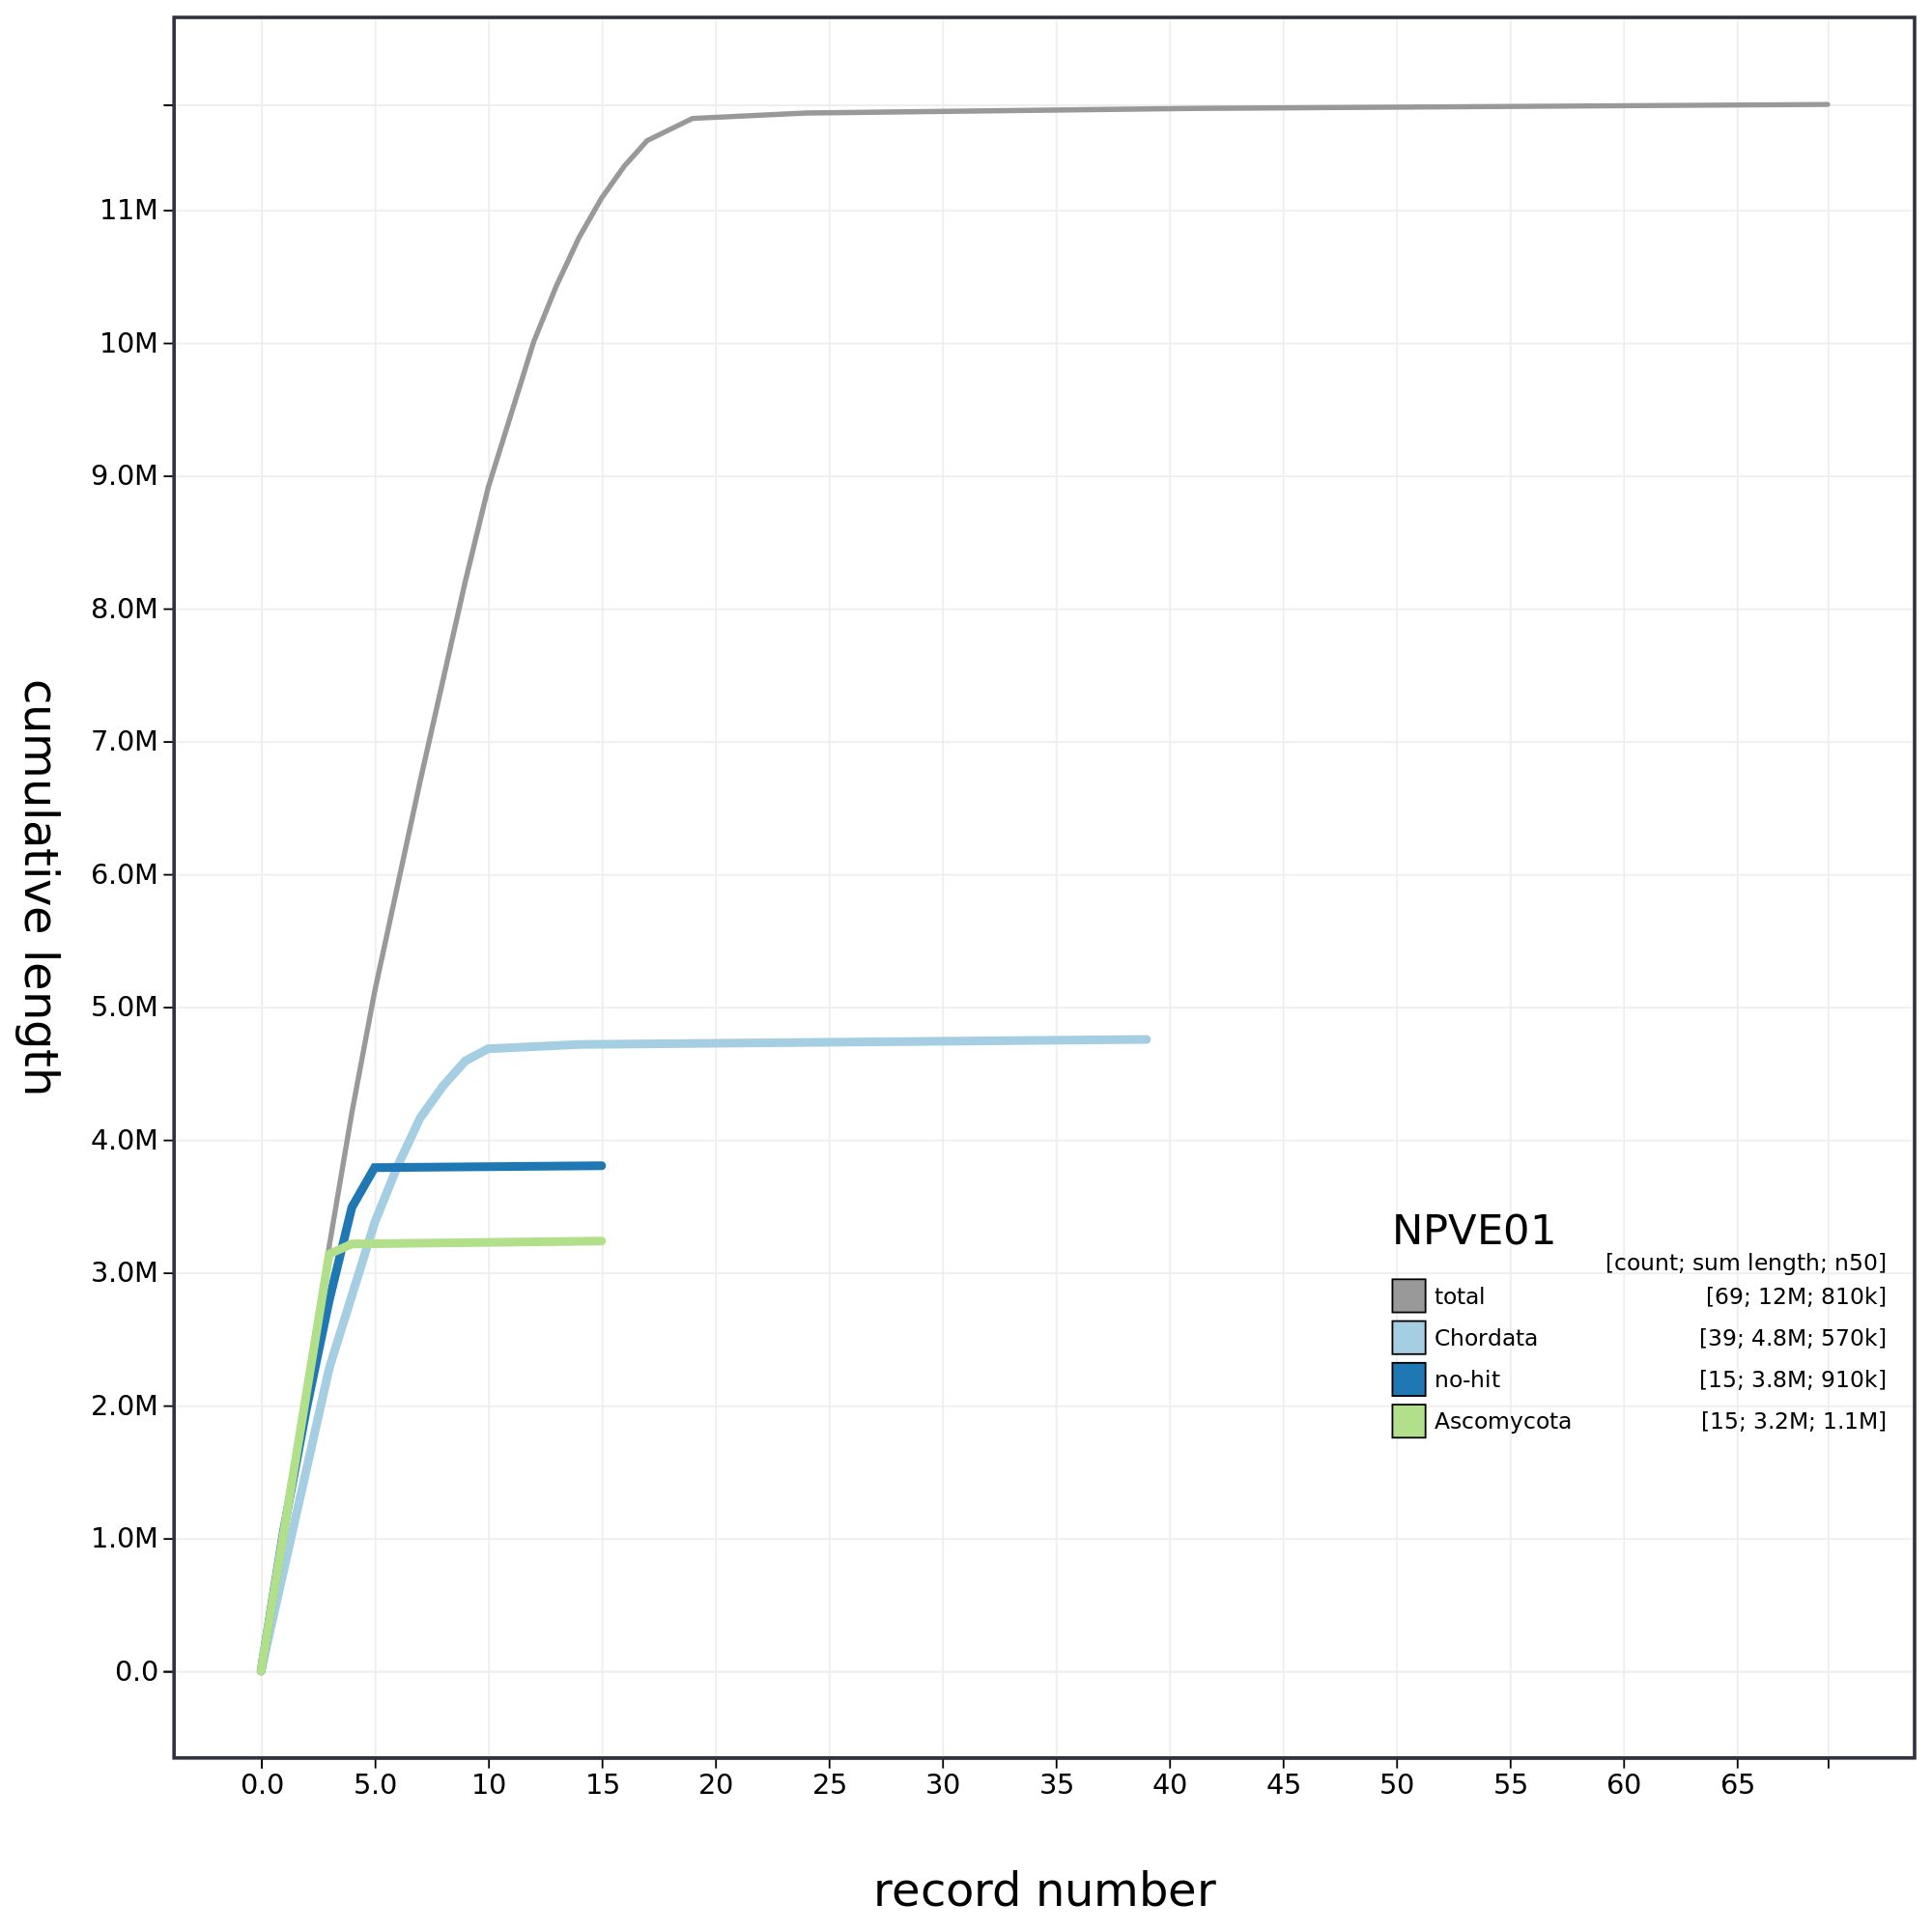 11M
10M
9.0M
8.0M
7.0M
6.0M
5.0M
4.0M
3.0M
2.0M
1.0M
0.0
cumulative length
NPVE01
[count; sum length; n50]
total [69; 12M; 810k]
Chordata [39; 4.8M; 570k]
no-hit [15; 3.8M; 910k]
Ascomycota [15; 3.2M; 1.1M]
0.0 5.0 10 15 20 25 30 35 40 45 50 55 60 65
record number